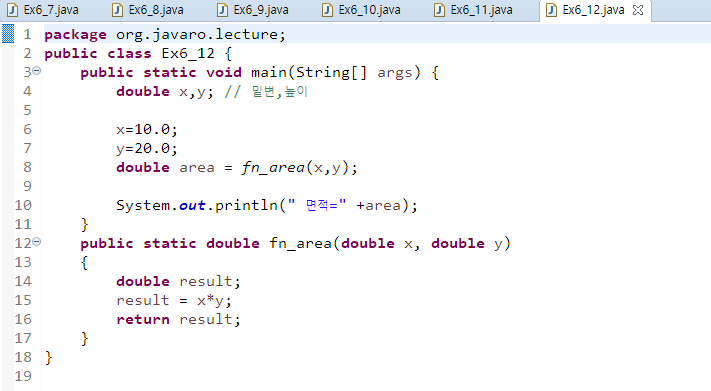 Ex6_7.java Ex6_8.java Ex6_9.java Ex6_10.java Ex6_11.java Ex6_12.java
1 package org.javaro.lecture;
2 public class Ex6_12 {
3 public static void main(String[] args) {
4 double x,y; // 밑변,높이
5
6 x=10.0;
7 y=20.0;
8 double area = fn_area(x,y);
9
10 System.out.println(" 면적=" +area);
11 }
12 public static double fn_area(double x, double y)
13 {
14 double result;
15 result = x*y;
16 return result;
17 }
18 }
19